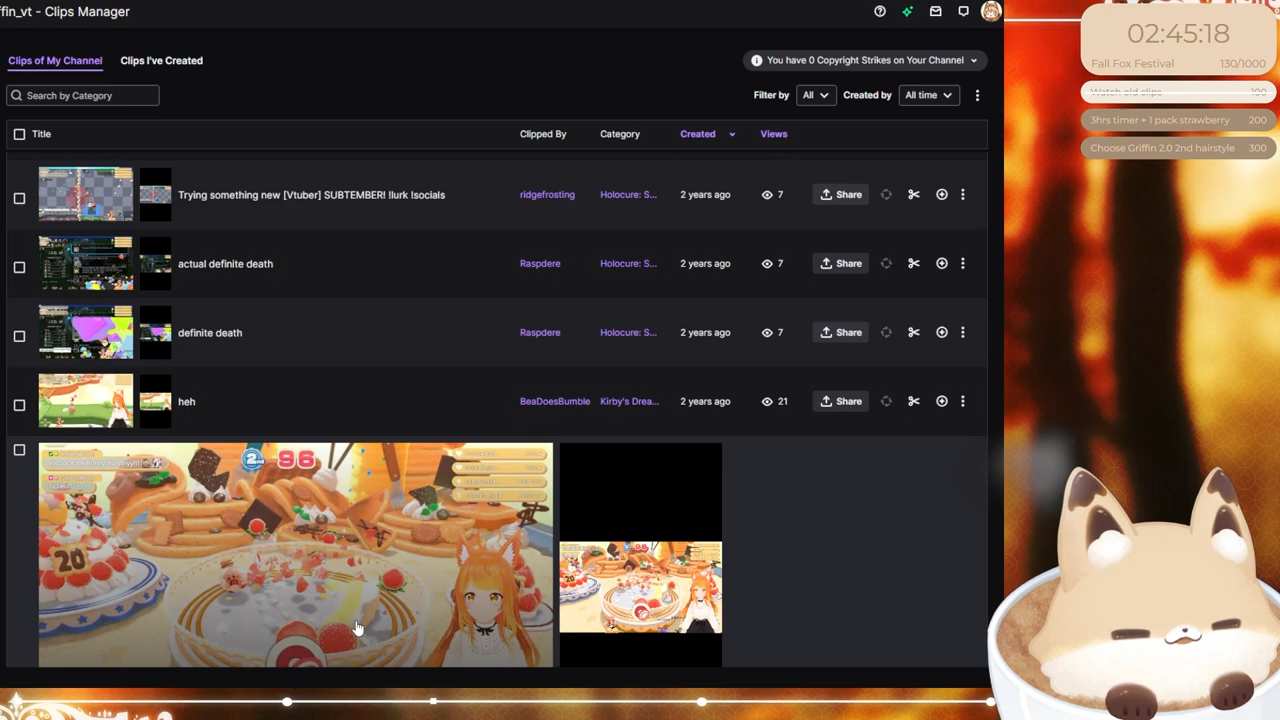 ffin_vt - Clips Manager
Clips of My Channel
Clips I've Created
You have 0 Copyright Strikes on Your Channel
Search by Category
Filter by
All
Created by
All time
Title
Clipped By
Category
Created
Views
Trying something new [Vtuber] SUBTEMBER! !lurk !socials
ridgefrosting
Holocure: S...
2 years ago
7
Share
actual definite death
Raspdere
Holocure: S...
2 years ago
7
Share
definite death
Raspdere
Holocure: S...
2 years ago
7
Share
heh
BeaDoesBumble
Kirby's Drea...
2 years ago
21
Share
2nd 96
20
02:45:18
Fall Fox Festival 130/1000
Watch old clips 100
3hrs timer + 1 pack strawberry 200
Choose Griffin 2.0 2nd hairstyle 300